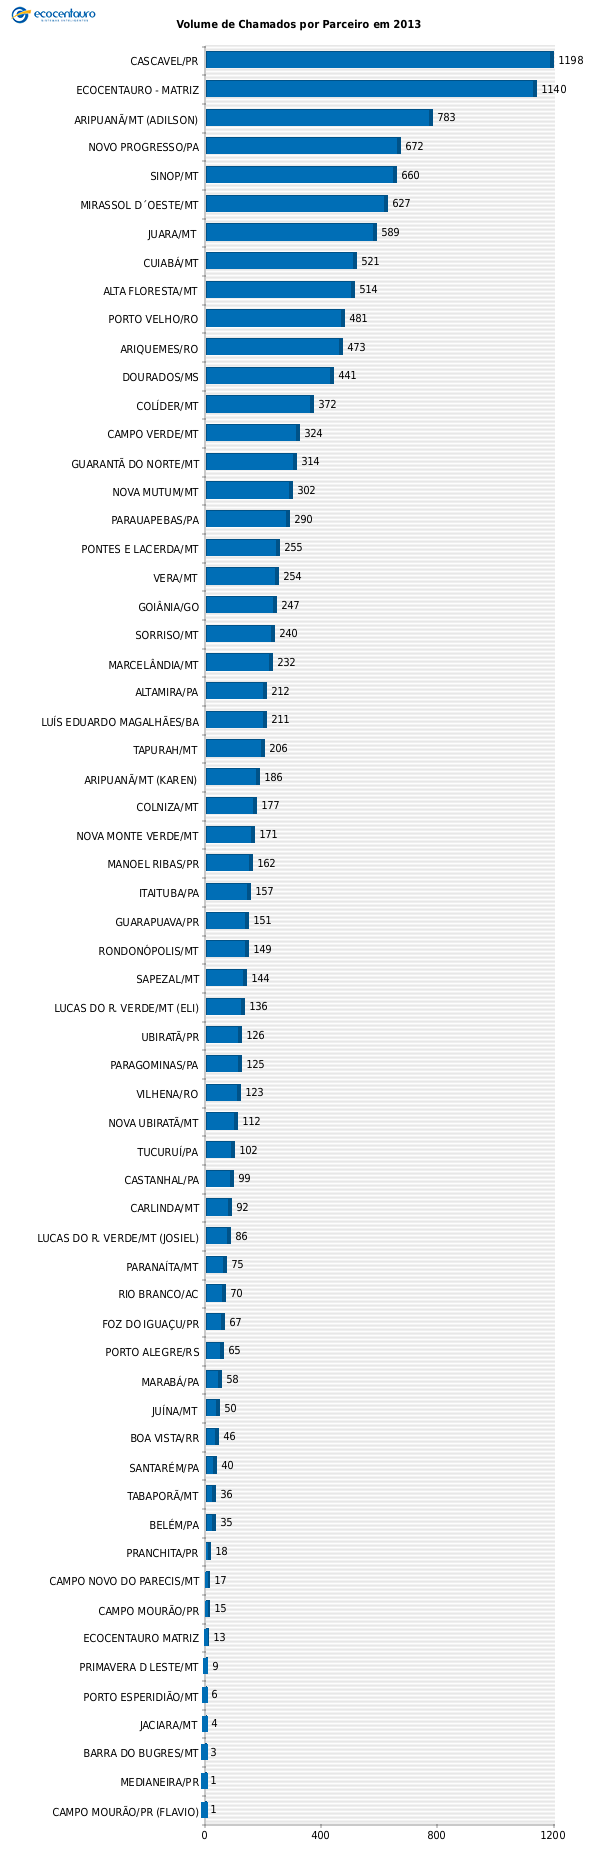 ecocentauro
Volume de Chamados por Parceiro em 2013
CASCAVEL/PR 1198
ECOCENTAURO - MATRIZ 1140
ARIPUANÃ/MT (ADILSON) 783
NOVO PROGRESSO/PA 672
SINOP/MT 660
MIRASSOL D´OESTE/MT 627
JUARA/MT 589
CUIABÁ/MT 521
ALTA FLORESTA/MT 514
PORTO VELHO/RO 481
ARIQUEMES/RO 473
DOURADOS/MS 441
COLÍDER/MT 372
CAMPO VERDE/MT 324
GUARANTÃ DO NORTE/MT 314
NOVA MUTUM/MT 302
PARAUAPEBAS/PA 290
PONTES E LACERDA/MT 255
VERA/MT 254
GOIÂNIA/GO 247
SORRISO/MT 240
MARCELÂNDIA/MT 232
ALTAMIRA/PA 212
LUÍS EDUARDO MAGALHÃES/BA 211
TAPURAH/MT 206
ARIPUANÃ/MT (KAREN) 186
COLNIZA/MT 177
NOVA MONTE VERDE/MT 171
MANOEL RIBAS/PR 162
ITAITUBA/PA 157
GUARAPUAVA/PR 151
RONDONÓPOLIS/MT 149
SAPEZAL/MT 144
LUCAS DO R. VERDE/MT (ELI) 136
UBIRATÃ/PR 126
PARAGOMINAS/PA 125
VILHENA/RO 123
NOVA UBIRATÃ/MT 112
TUCURUÍ/PA 102
CASTANHAL/PA 99
CARLINDA/MT 92
LUCAS DO R. VERDE/MT (JOSIEL) 86
PARANAÍTA/MT 75
RIO BRANCO/AC 70
FOZ DO IGUAÇU/PR 67
PORTO ALEGRE/RS 65
MARABÁ/PA 58
JUÍNA/MT 50
BOA VISTA/RR 46
SANTARÉM/PA 40
TABAPORÃ/MT 36
BELÉM/PA 35
PRANCHITA/PR 18
CAMPO NOVO DO PARECIS/MT 17
CAMPO MOURÃO/PR 15
ECOCENTAURO MATRIZ 13
PRIMAVERA D LESTE/MT 9
PORTO ESPERIDIÃO/MT 6
JACIARA/MT 4
BARRA DO BUGRES/MT 3
MEDIANEIRA/PR 1
CAMPO MOURÃO/PR (FLAVIO) 1
0 400 800 1200